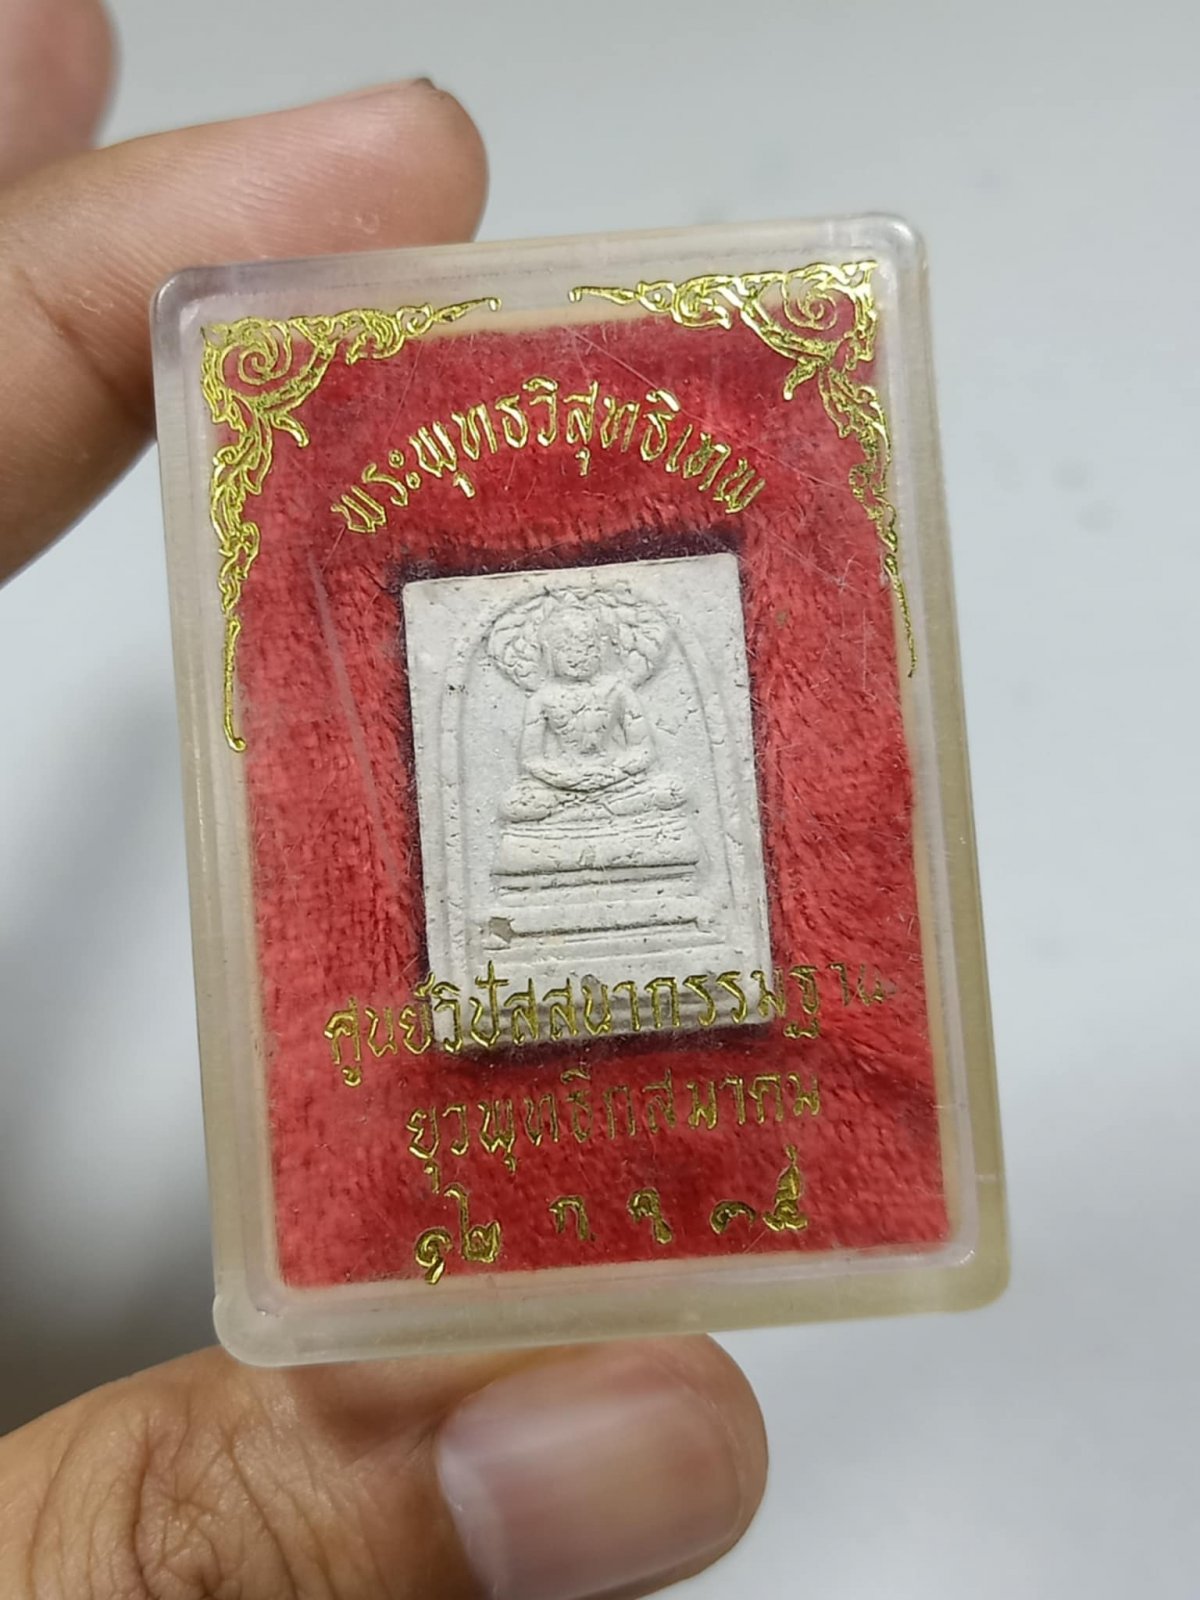 พระพุทธวิสุทธิเทพ
ศูนย์วิปัสสนากรรมฐาน
ยุวพุทธิกสมาคม
๑๒ ก จ ๓๕